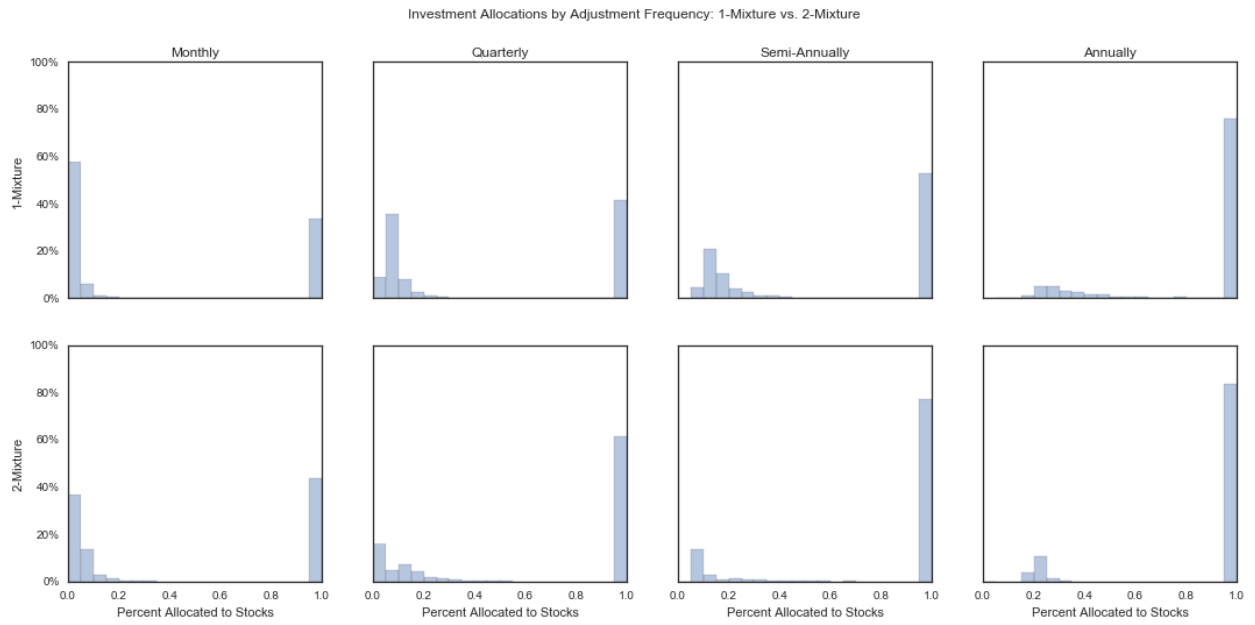 Investment Allocations by Adjustment Frequency: 1-Mixture vs. 2-Mixture
Monthly
Quarterly
Semi-Annually
Annually
100%
80%
60%
40%
20%
0%
1-Mixture
100%
80%
60%
40%
20%
0%
2-Mixture
0.0 0.2 0.4 0.6 0.8 1.0
0.0 0.2 0.4 0.6 0.8 1.0
0.0 0.2 0.4 0.6 0.8 1.0
0.0 0.2 0.4 0.6 0.8 1.0
Percent Allocated to Stocks
Percent Allocated to Stocks
Percent Allocated to Stocks
Percent Allocated to Stocks